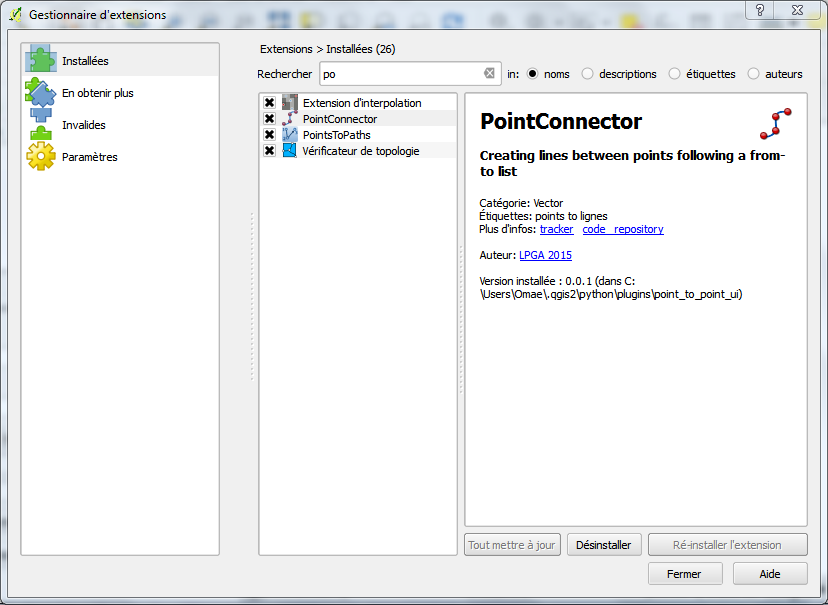 Gestionnaire d'extensions
Installées
En obtenir plus
Invalides
Paramètres
Extensions > Installées (26)
Rechercher po in: noms descriptions étiquettes auteurs
Extension d'interpolation
PointConnector
PointsToPaths
Vérificateur de topologie
PointConnector
Creating lines between points following a from-
to list
Catégorie: Vector
Étiquettes: points to lignes
Plus d'infos: tracker code_repository
Auteur: LPGA 2015
Version installée : 0.0.1 (dans C:
\Users\Omae\.qgis2\python\plugins\point_to_point_ui)
Tout mettre à jour Désinstaller Ré-installer l'extension
Fermer Aide